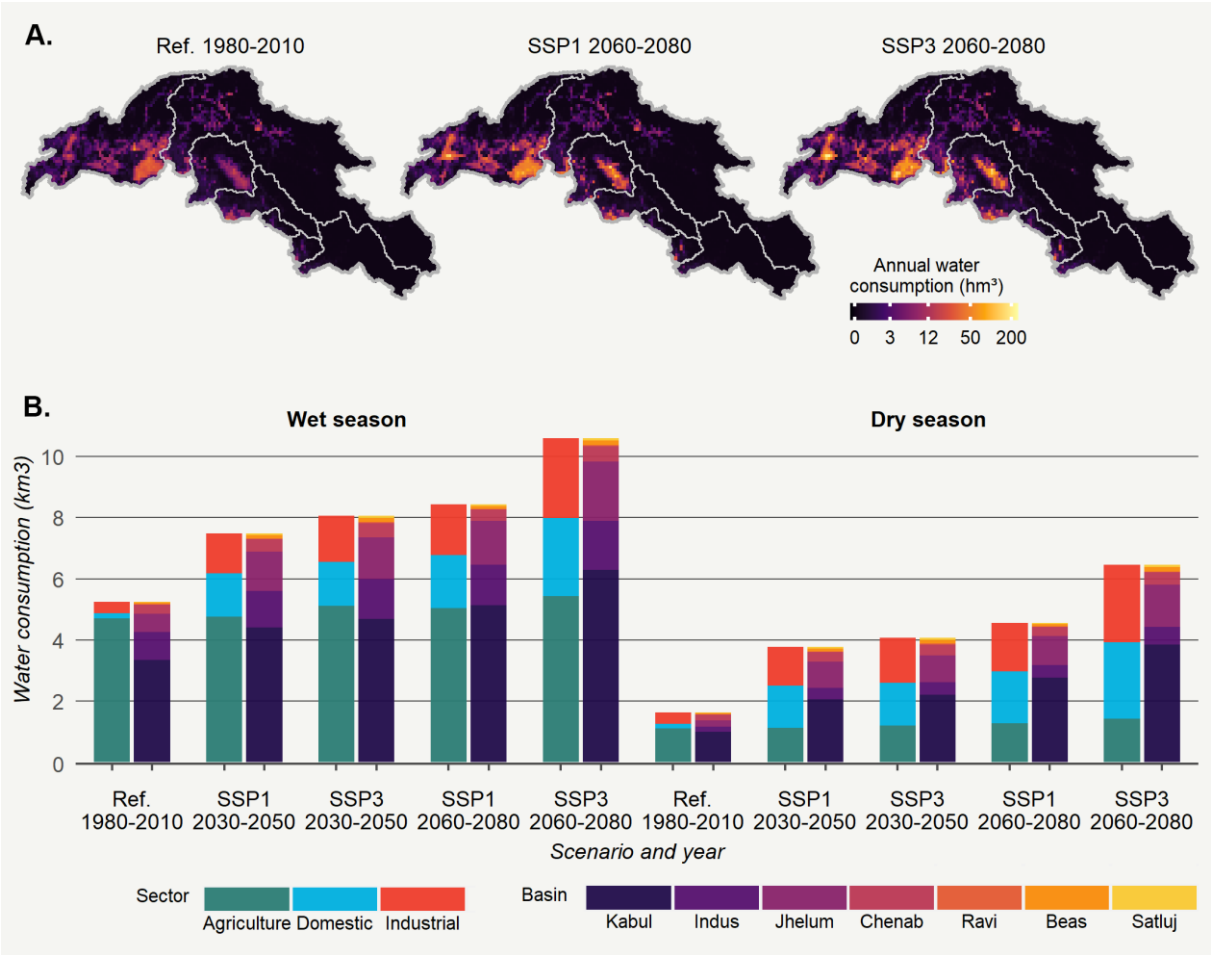 A.
Ref. 1980-2010
SSP1 2060-2080
SSP3 2060-2080
Annual water
consumption (hm³)
0 3 12 50 200
B.
Wet season
Dry season
Water consumption (km3)
10
8
6
4
2
0
Ref.
1980-2010
SSP1
2030-2050
SSP3
2030-2050
SSP1
2060-2080
SSP3
2060-2080
Ref.
1980-2010
SSP1
2030-2050
SSP3
2030-2050
SSP1
2060-2080
SSP3
2060-2080
Scenario and year
Sector
Agriculture Domestic Industrial
Basin
Kabul Indus Jhelum Chenab Ravi Beas Satluj